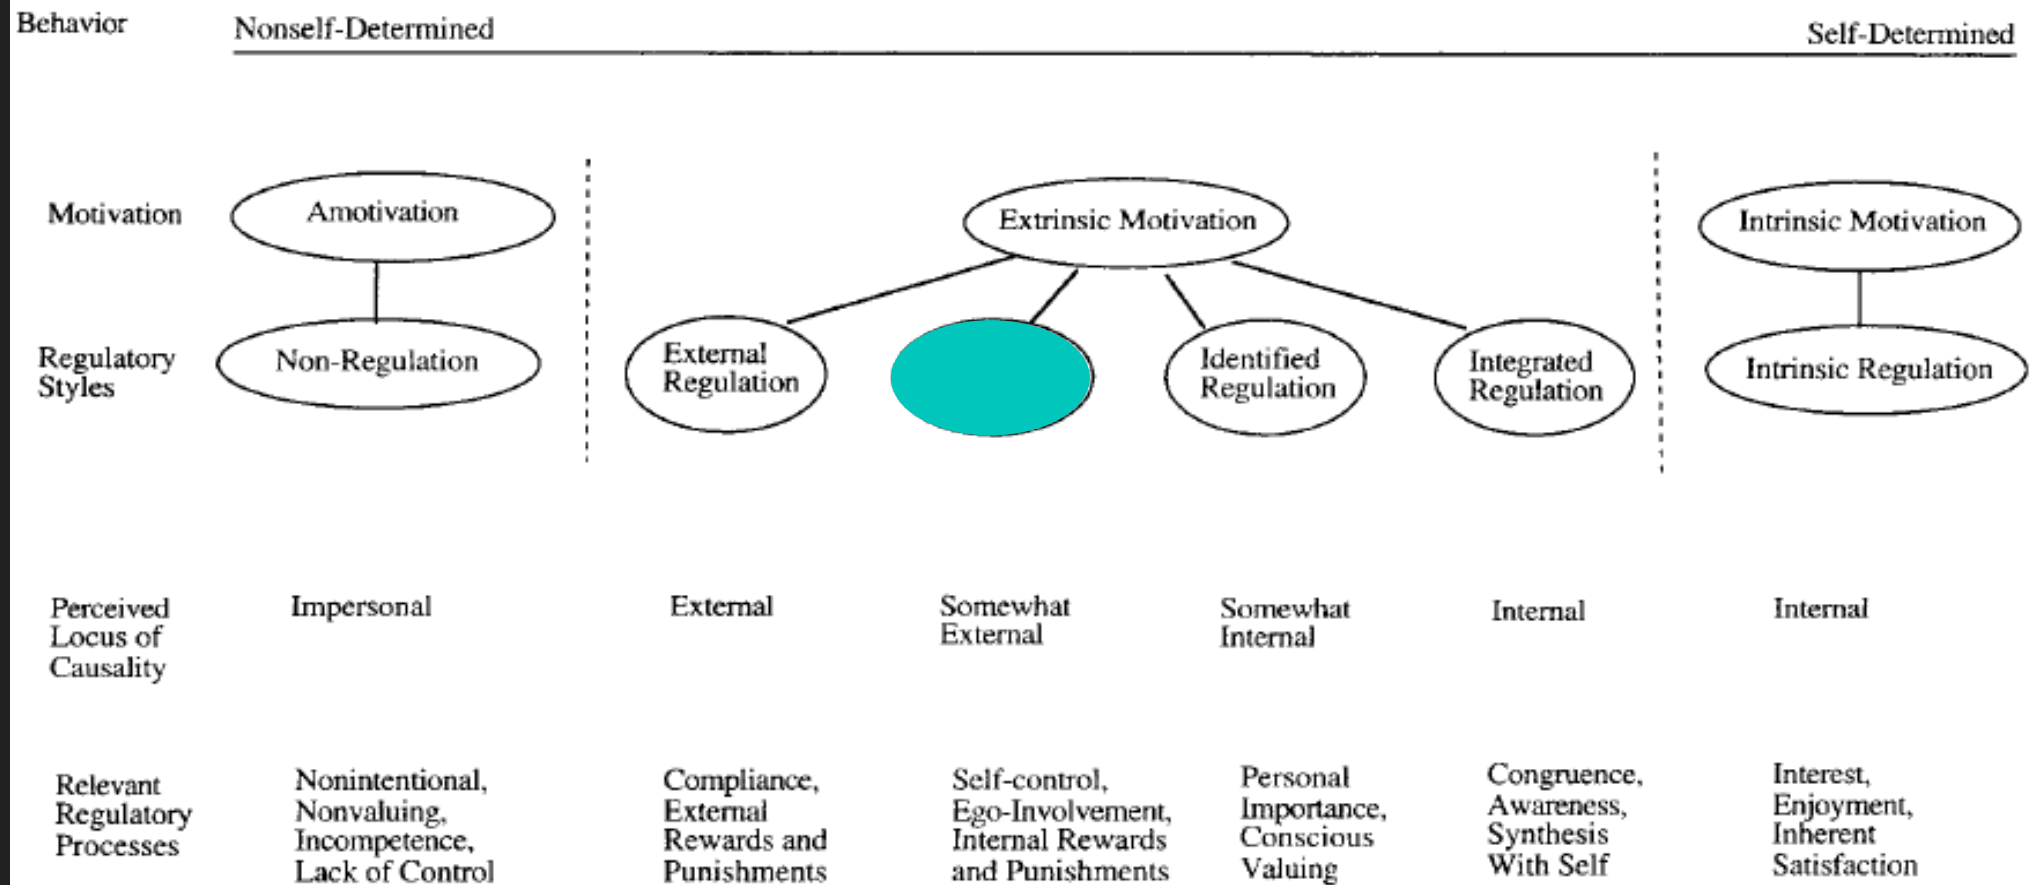 Behavior
Nonself-Determined
Self-Determined
Motivation
Amotivation
Extrinsic Motivation
Intrinsic Motivation
Regulatory
Styles
Non-Regulation
External
Regulation
Identified
Regulation
Integrated
Regulation
Intrinsic Regulation
Perceived
Locus of
Causality
Impersonal
External
Somewhat
External
Somewhat
Internal
Internal
Internal
Relevant
Regulatory
Processes
Nonintentional,
Nonvaluing,
Incompetence,
Lack of Control
Compliance,
External
Rewards and
Punishments
Self-control,
Ego-Involvement,
Internal Rewards
and Punishments
Personal
Importance,
Conscious
Valuing
Congruence,
Awareness,
Synthesis
With Self
Interest,
Enjoyment,
Inherent
Satisfaction